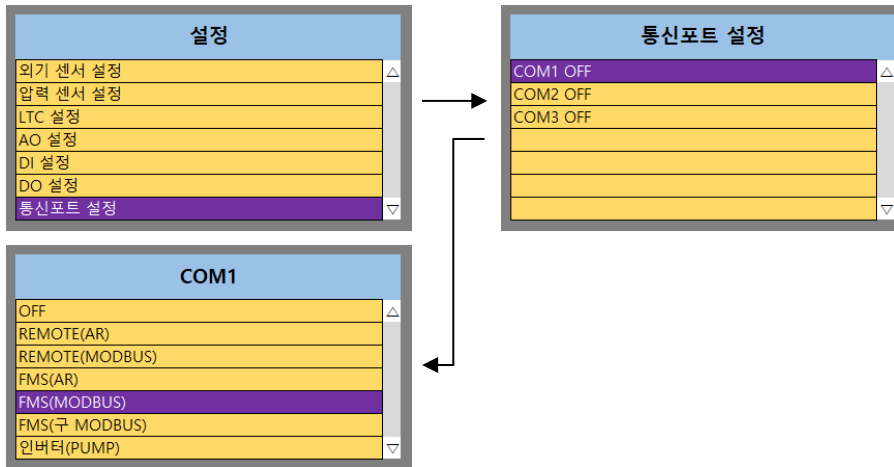 설정
외기 센서 설정
압력 센서 설정
LTC 설정
AO 설정
DI 설정
DO 설정
통신포트 설정
통신포트 설정
COM1 OFF
COM2 OFF
COM3 OFF
COM1
OFF
REMOTE(AR)
REMOTE(MODBUS)
FMS(AR)
FMS(MODBUS)
FMS(구 MODBUS)
인버터(PUMP)